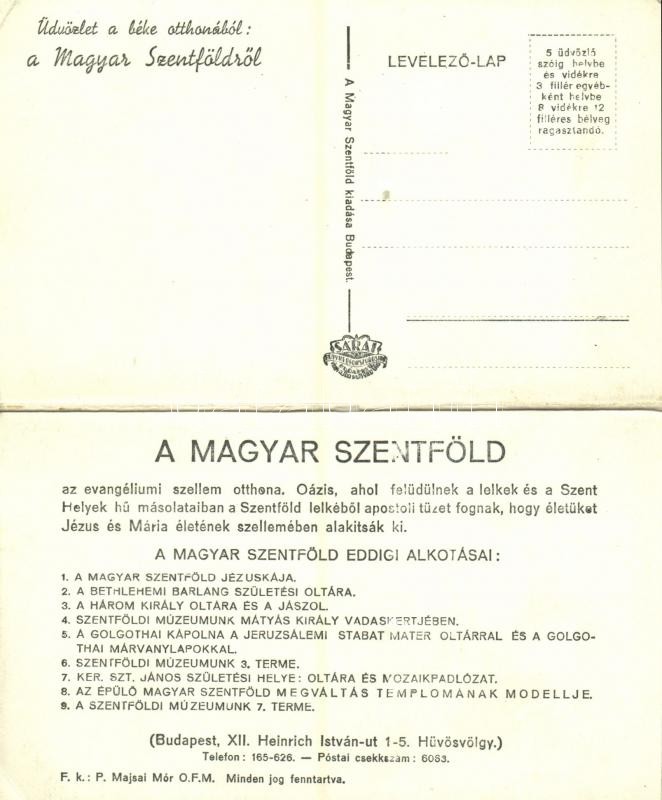 Üdvözlet a béke otthonából:
a Magyar Szentföldről
A Magyar Szentföld kiadása Budapest.
LEVELEZŐ-LAP
5 üdvözlő
szóig helybe
és vidékre
3 fillér egyéb-
ként helybe
8 vidékre 12
filléres bélyeg
ragasztandó.
A MAGYAR SZENTFÖLD
az evangéliumi szellem otthona. Oázis, ahol felüdülnek a lelkek és a Szent
Helyek hű másolataiban a Szentföld lelkéből apostoli tüzet fognak, hogy életüket
Jézus és Mária életének szellemében alakitsák ki.
A MAGYAR SZENTFÖLD EDDIGI ALKOTÁSAI:
1. A MAGYAR SZENTFÖLD JÉZUSKÁJA.
2. A BETHLEHEMI BARLANG SZÜLETÉSI OLTÁRA.
3. A HÁROM KIRÁLY OLTÁRA ÉS A JÁSZOL.
4. SZENTFÖLDI MÚZEUMUNK MÁTYÁS KIRÁLY VADASKERTJÉBEN.
5. A GOLGOTHAI KÁPOLNA A JERUZSÁLEMI STABAT MATER OLTÁRRAL ÉS A GOLGO-
THAI MÁRVANYLAPOKKAL.
6. SZENTFÖLDI MÚZEUMUNK 3. TERME.
7. KER. SZT. JÁNOS SZÜLETÉSI HELYE: OLTÁRA ÉS MOZAIKPADLÓZAT.
8. AZ ÉPÜLŐ MAGYAR SZENTFÖLD MEGVÁLTÁS TEMPLOMÁNAK MODELLJE.
9. A SZENTFÖLDI MÚZEUMUNK 7. TERME.
(Budapest, XII. Heinrich István-ut 1-5. Hüvösvölgy.)
Telefon: 165-626. — Póstai csekkszám: 6083.
F. k.: P. Majsai Mór O.F.M. Minden jog fenntartva.